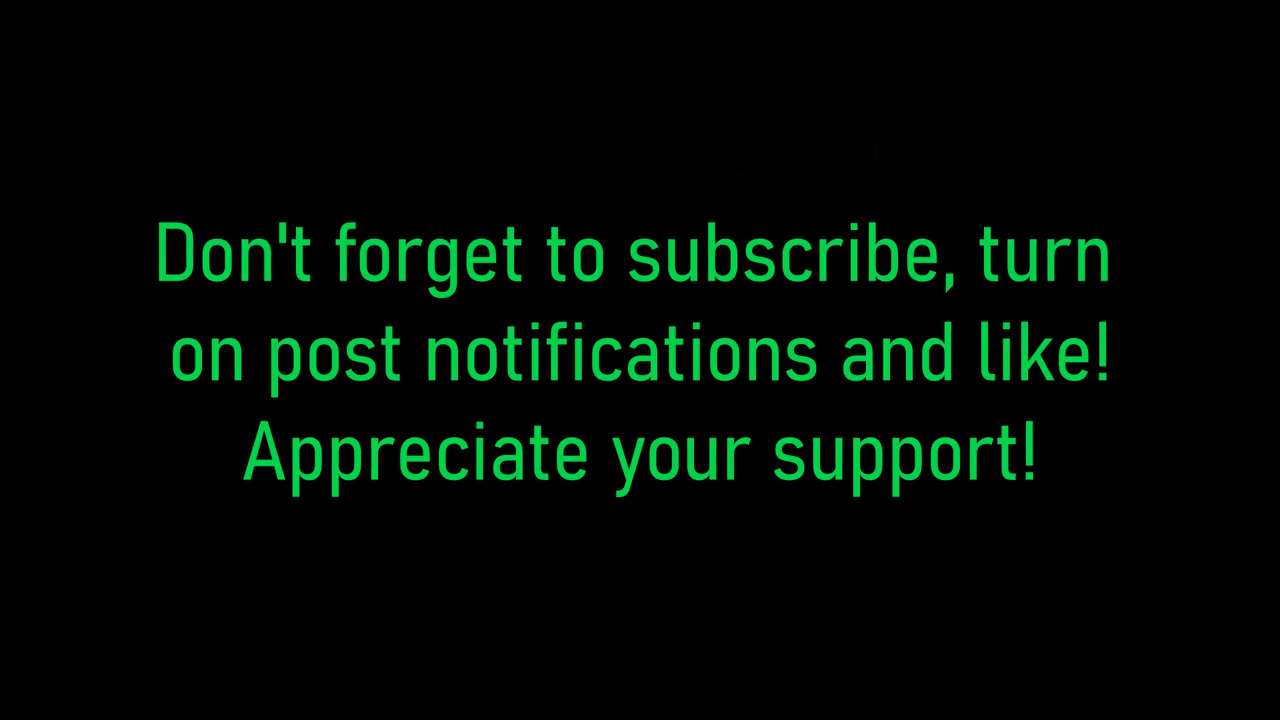 Don't forget to subscribe, turn
on post notifications and like!
Appreciate your support!